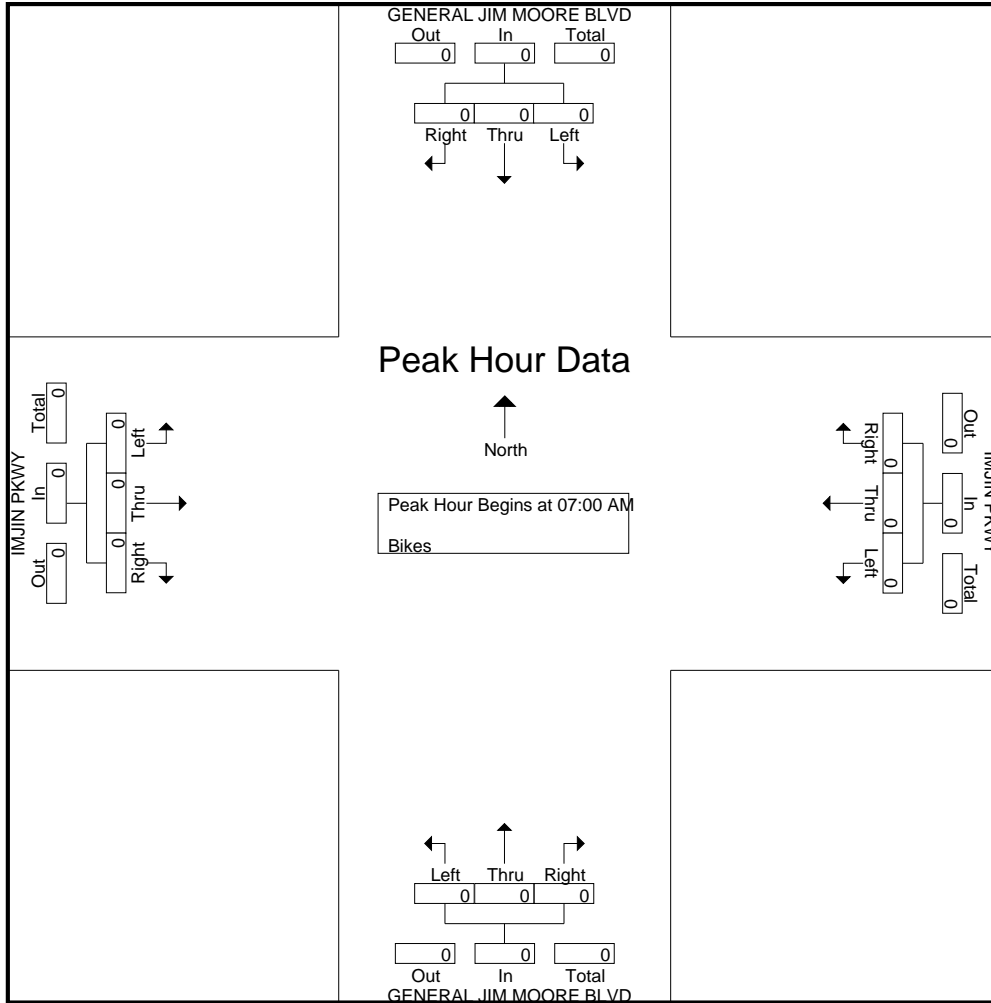 GENERAL JIM MOORE BLVD
Out In Total
0 0 0
0 0 0
Right Thru Left
Peak Hour Data
North
Peak Hour Begins at 07:00 AM
Bikes
IMJIN PKWY
Out In Total
0 0 0
0 0 0
Left Thru Right
IMJIN PKWY
Out In Total
0 0 0
0 0 0
Right Thru Left
Left Thru Right
0 0 0
0 0 0
Out In Total
GENERAL JIM MOORE BLVD